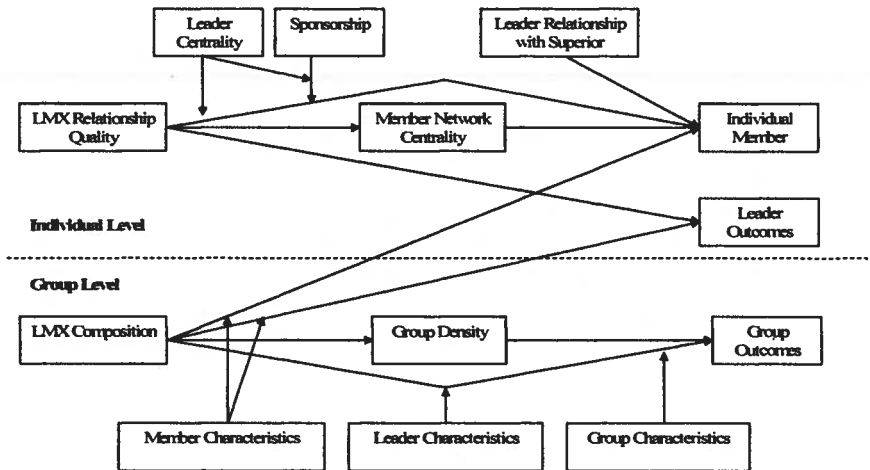 Leader
Centrality
Sponsorship
Leader Relationship
with Superior
LMX Relationship
Quality
Member Network
Centrality
Individual
Member
Individual Level
Leader
Outcomes
Group Level
LMX Composition
Group Density
Group
Outcomes
Member Characteristics
Leader Characteristics
Group Characteristics